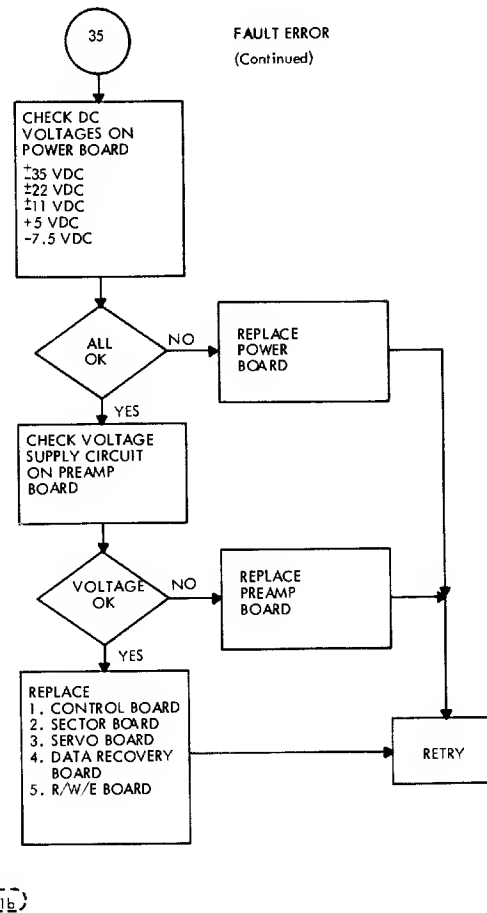 35
FAULT ERROR
(Continued)
CHECK DC
VOLTAGES ON
POWER BOARD
±35 VDC
±22 VDC
±11 VDC
+5 VDC
-7.5 VDC
ALL
OK
NO
REPLACE
POWER
BOARD
YES
CHECK VOLTAGE
SUPPLY CIRCUIT
ON PREAMP
BOARD
VOLTAGE
OK
NO
REPLACE
PREAMP
BOARD
YES
REPLACE
1. CONTROL BOARD
2. SECTOR BOARD
3. SERVO BOARD
4. DATA RECOVERY
BOARD
5. R/W/E BOARD
RETRY